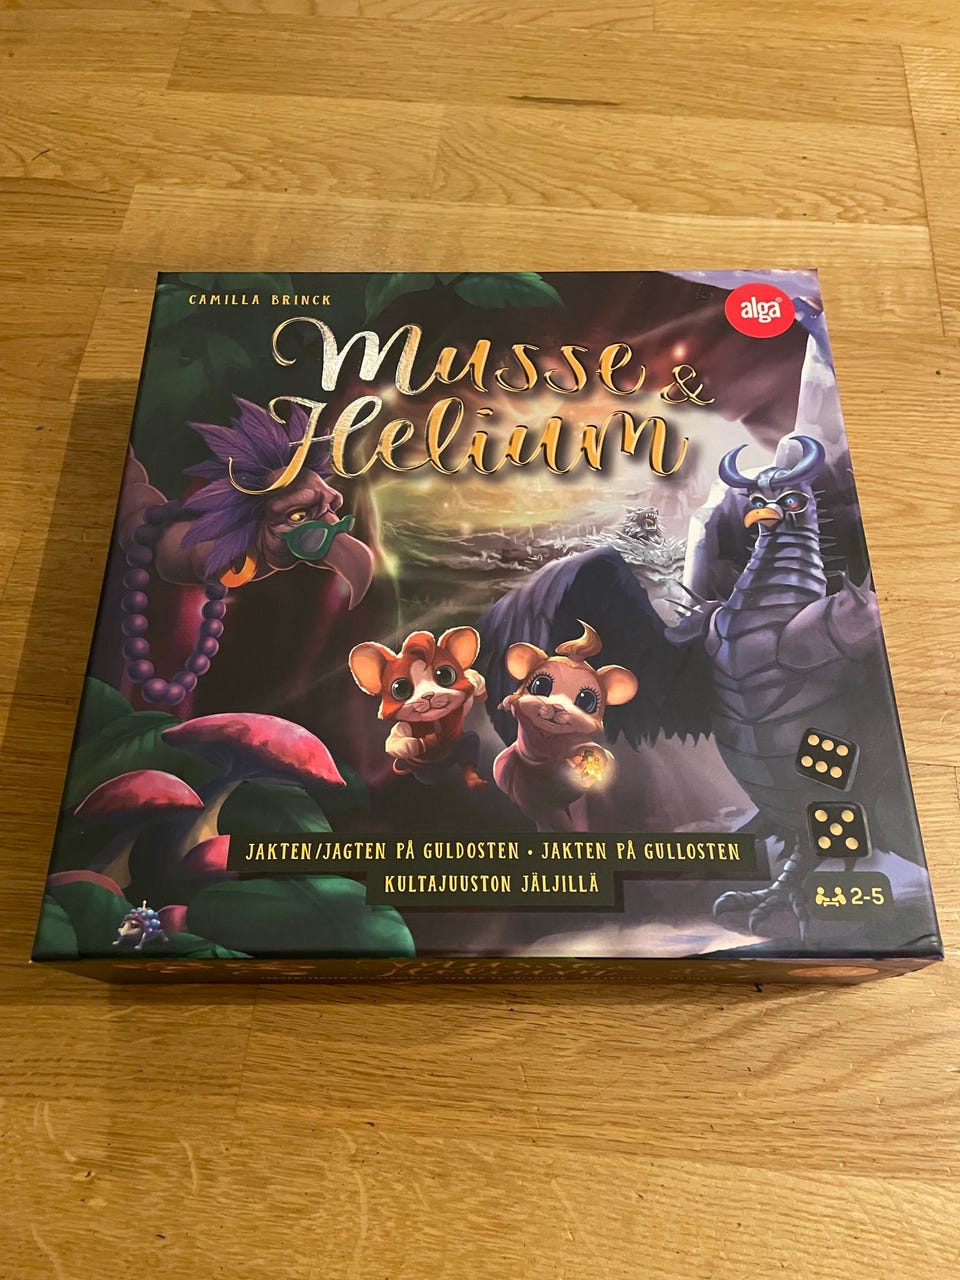 CAMILLA BRINCK
alga
Musse &
Helium
JAKTEN/JAGTEN PÅ GULDOSTEN • JAKTEN PÅ GULLOSTEN
KULTAJUUSTON JÄLJILLÄ
2-5